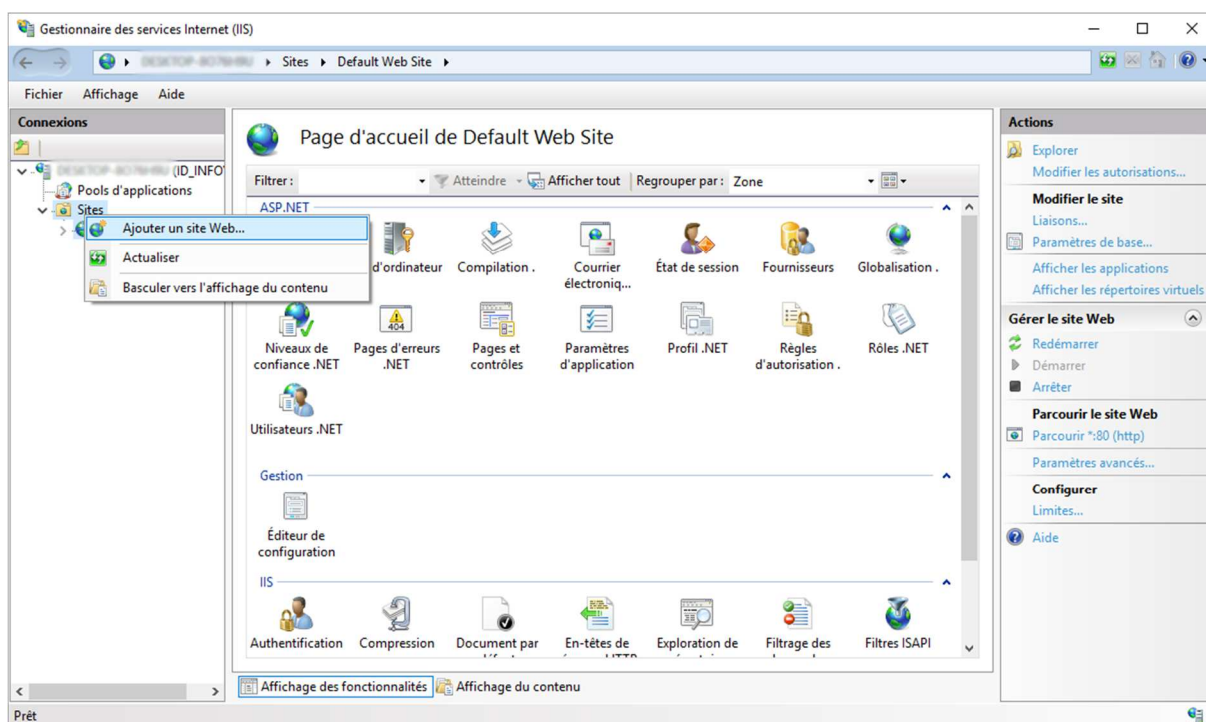 Gestionnaire des services Internet (IIS)
Sites
Default Web Site
Fichier Affichage Aide
Connexions
(ID_INFO
Pools d'applications
Sites
Ajouter un site Web...
Actualiser
Basculer vers l'affichage du contenu
Page d'accueil de Default Web Site
Filtrer : Atteindre Afficher tout Regrouper par : Zone
ASP.NET
d'ordinateur Compilation . Courrier État de session Fournisseurs Globalisation .
électroniq...
404
Niveaux de Pages d'erreurs Pages et Paramètres Profil .NET Règles Rôles .NET
confiance .NET .NET contrôles d'application d'autorisation .
Utilisateurs .NET
Gestion
Éditeur de
configuration
IIS
Authentification Compression Document par En-têtes de Exploration de Filtrage des Filtres ISAPI
Affichage des fonctionnalités Affichage du contenu
Actions
Explorer
Modifier les autorisations...
Modifier le site
Liaisons...
Paramètres de base...
Afficher les applications
Afficher les répertoires virtuels
Gérer le site Web
Redémarrer
Démarrer
Arrêter
Parcourir le site Web
Parcourir *:80 (http)
Paramètres avancés...
Configurer
Limites...
Aide
Prêt